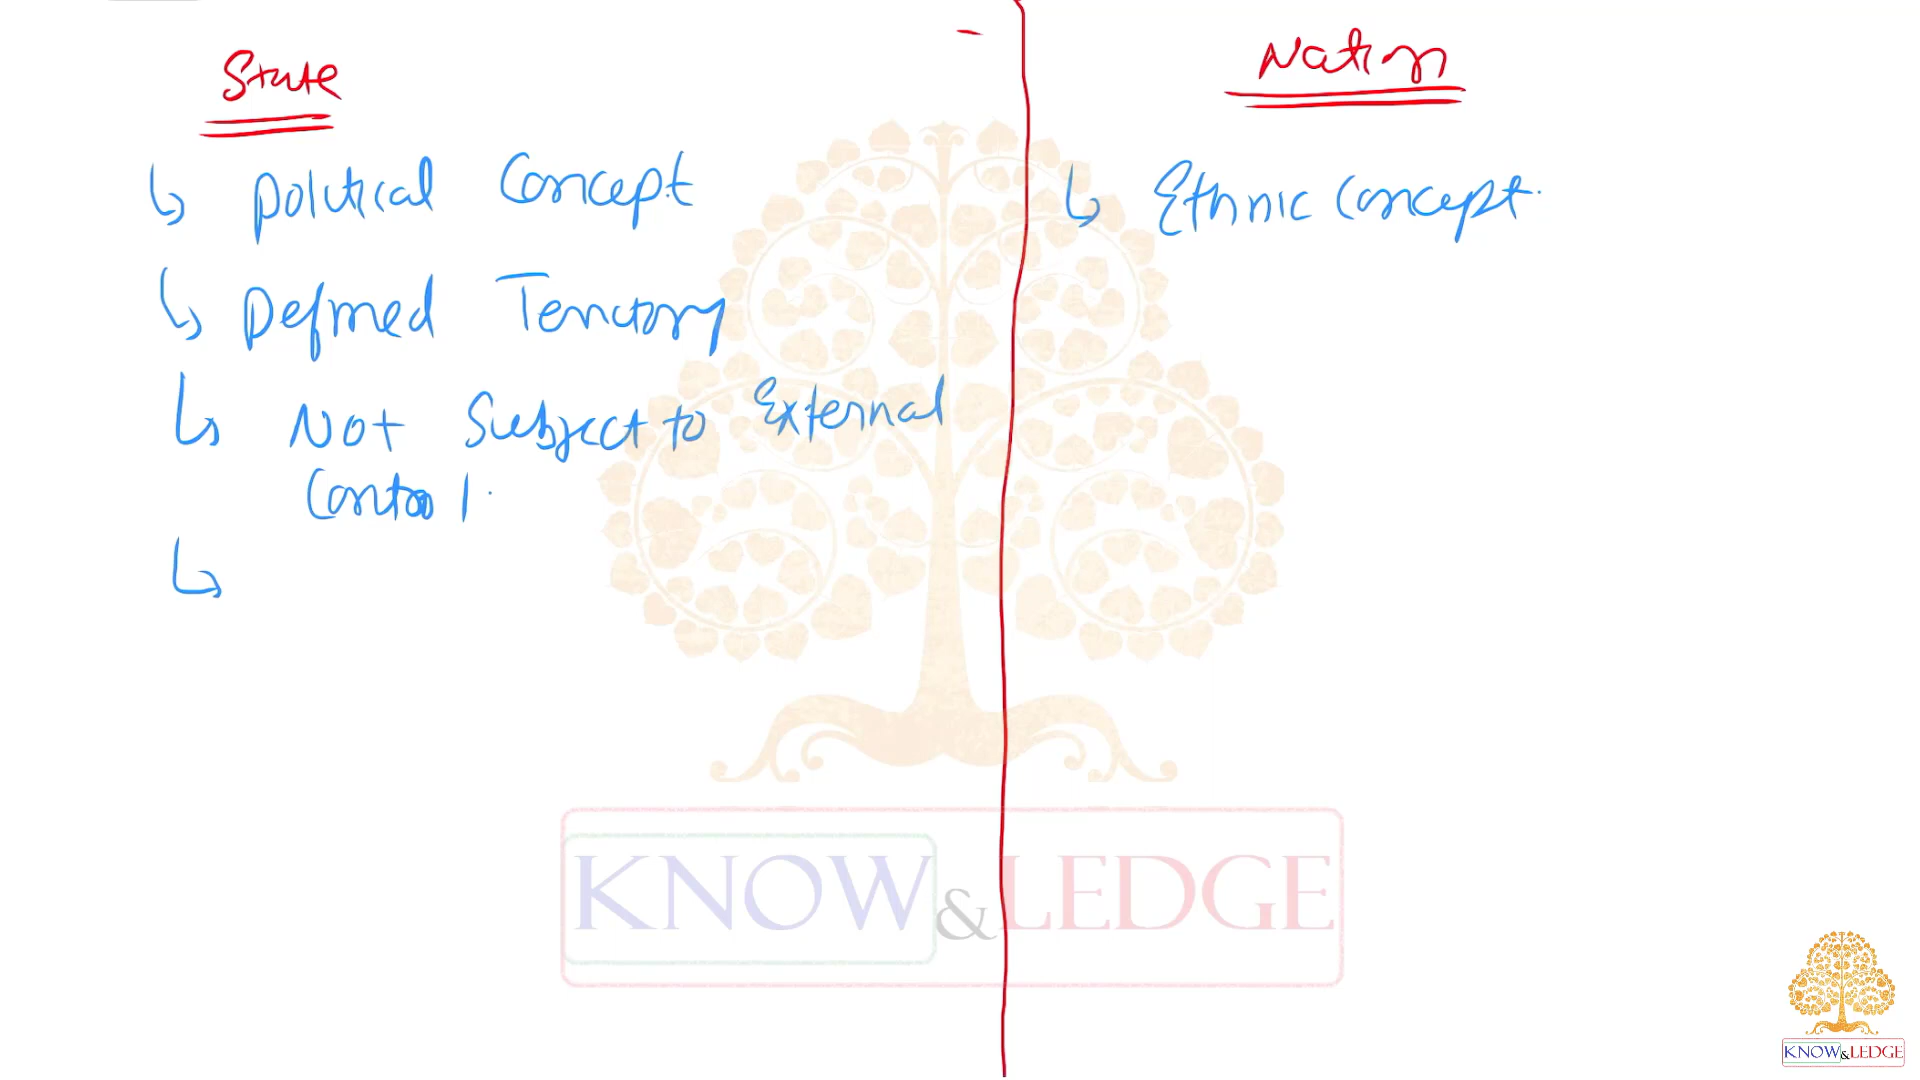 State
↳ Political Concept
↳ Defined Territory
↳ Not Subject to External
Control.
↳
Nation
↳ Ethnic Concept.
KNOW&LEDGE
KNOW&LEDGE